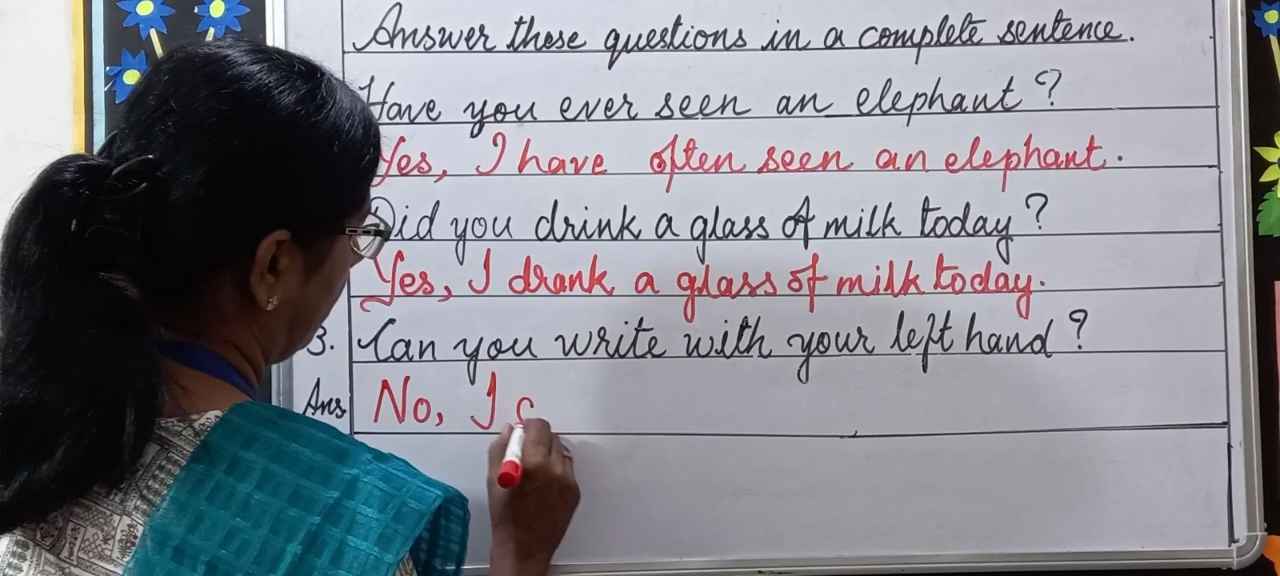 Answer these questions in a complete sentence.
Have you ever seen an elephant?
Yes, I have often seen an elephant.
Did you drink a glass of milk today?
Yes, I drank a glass of milk today.
3. Can you write with your left hand?
Ans. No, I c